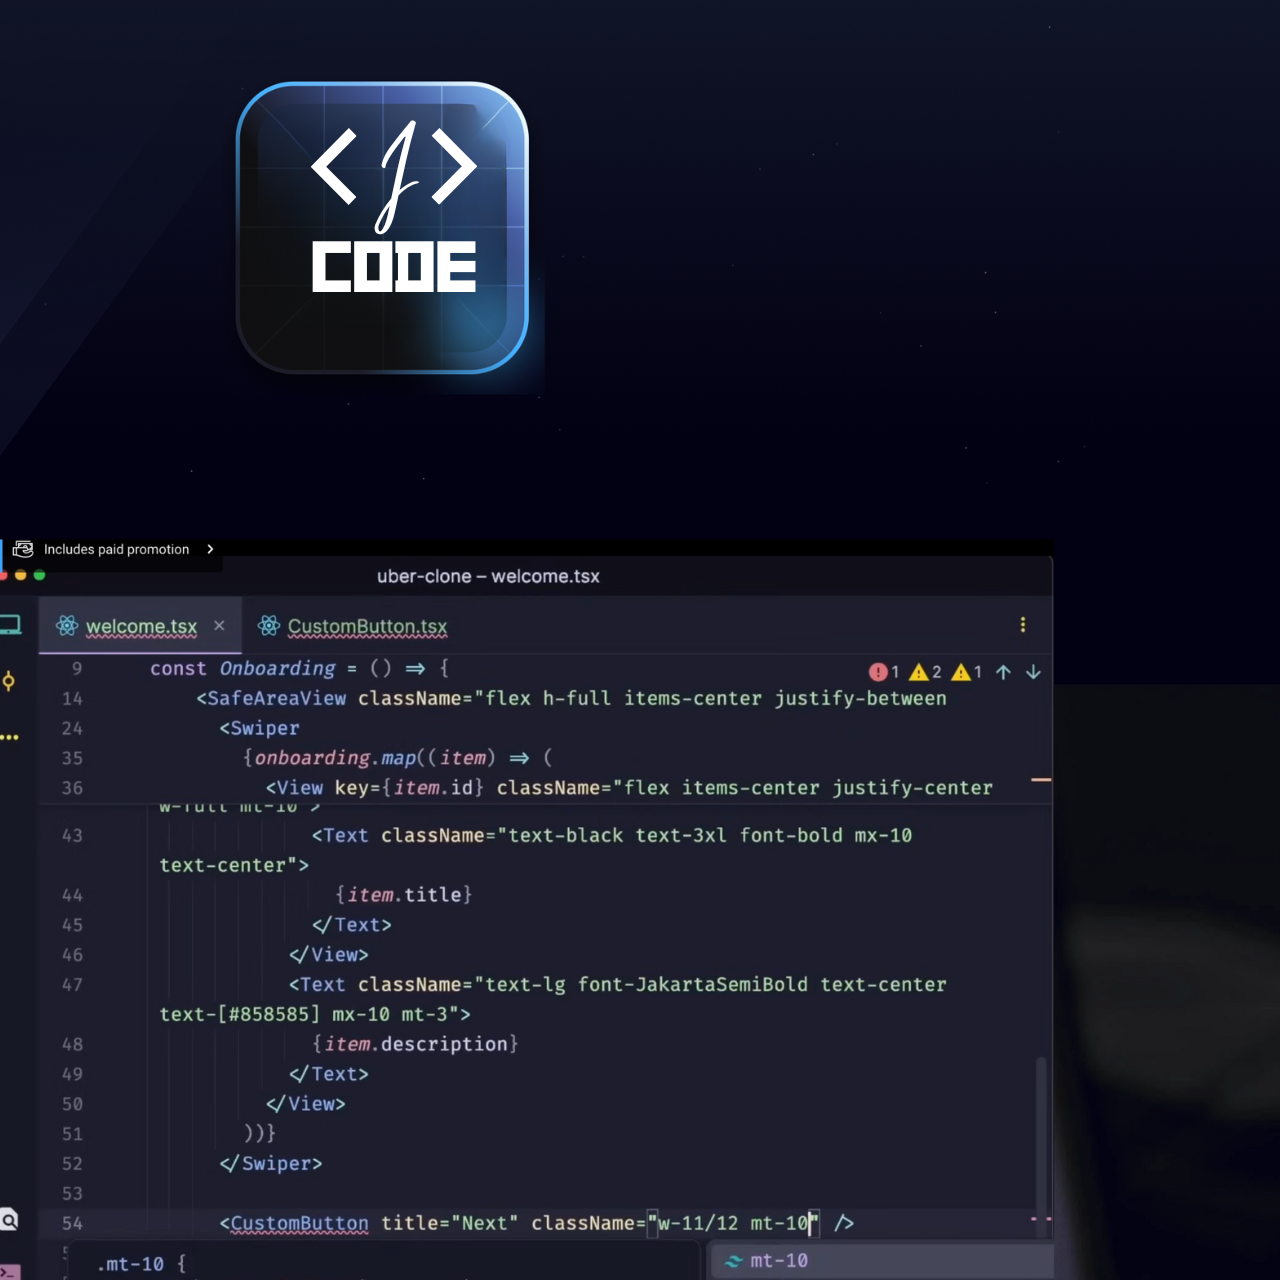 <J>
CODE
Includes paid promotion
uber-clone – welcome.tsx
welcome.tsx × CustomButton.tsx
9 const Onboarding = () => {
1 2 1
14 <SafeAreaView className="flex h-full items-center justify-between
24 <Swiper
35 {onboarding.map((item) => (
36 <View key={item.id} className="flex items-center justify-center
w-full mt-10">
43 <Text className="text-black text-3xl font-bold mx-10
text-center">
44 {item.title}
45 </Text>
46 </View>
47 <Text className="text-lg font-JakartaSemiBold text-center
text-[#858585] mx-10 mt-3">
48 {item.description}
49 </Text>
50 </View>
51 ))}
52 </Swiper>
53
54 <CustomButton title="Next" className="w-11/12 mt-10" />
.mt-10 {
mt-10